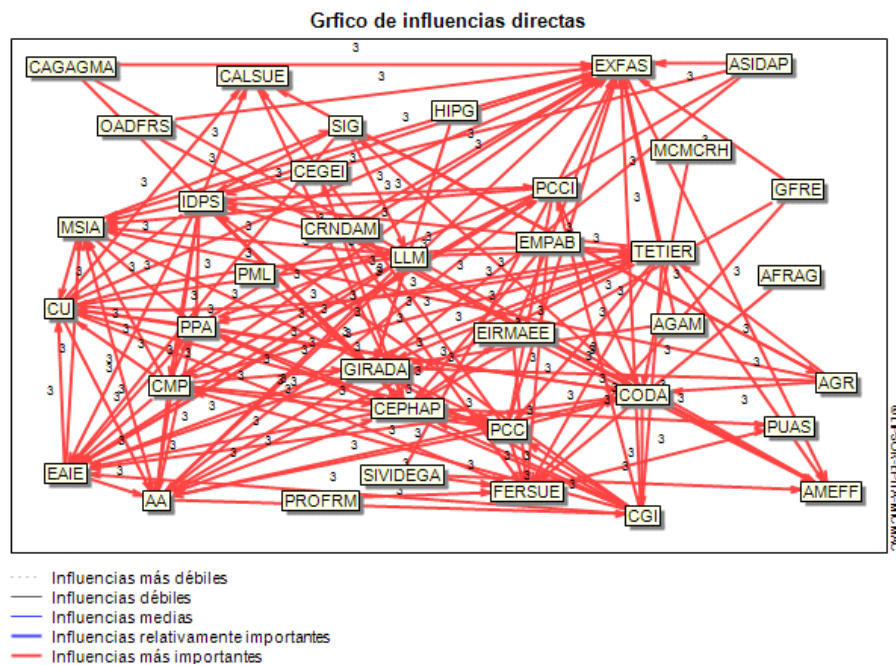 Grfico de influencias directas
CAGAGMA
CALSUE
EXFAS
ASIDAP
OADFRS
SIG
HIPG
MCMCRH
CEGEI
IDPS
PCCI
GFRE
MSIA
CRNDAM
EMPAB
LLM
TETIER
PML
AFRAG
CU
PPA
EIRMAEE
AGAM
GIRADA
CMP
AGR
CODA
CEPHAP
PCC
PUAS
EAIE
SIVIDEGA
AA
PROFRM
FERSUE
AMEFF
CGI
Influencias más débiles
Influencias débiles
Influencias medias
Influencias relativamente importantes
Influencias más importantes